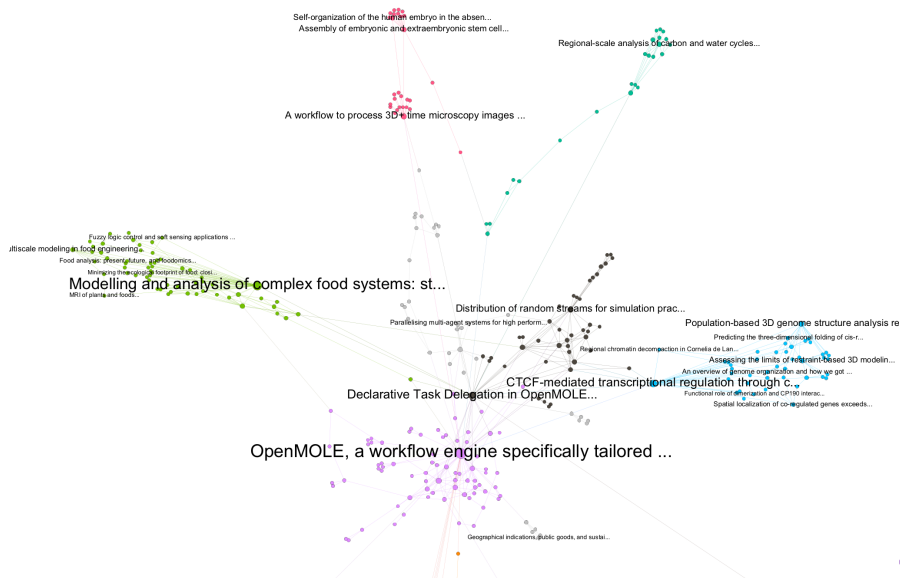 Self-organization of the human embryo in the absen...
Assembly of embryonic and extraembryonic stem cell...
Regional-scale analysis of carbon and water cycles...
A workflow to process 3D+time microscopy images ...
Fuzzy logic control and soft sensing applications ...
ultiscale modeling in food engineering...
Food analysis: present, future, and foodomics...
Minimizing the ecological footprint of food: closi...
Modelling and analysis of complex food systems: st...
MRI of plants and foods...
Distribution of random streams for simulation prac...
Parallelising multi-agent systems for high perform...
Population-based 3D genome structure analysis re
Predicting the three-dimensional folding of cis-r...
Regional chromatin decompaction in Cornelia de Lan...
Assessing the limits of restraint-based 3D modelin...
An overview of genome organization and how we got ...
CTCF-mediated transcriptional regulation through c...
Declarative Task Delegation in OpenMOLE...
Functional role of dimerization and CP190 interac...
Spatial localization of co-regulated genes exceeds...
OpenMOLE, a workflow engine specifically tailored ...
Geographical indications, public goods, and sustai...